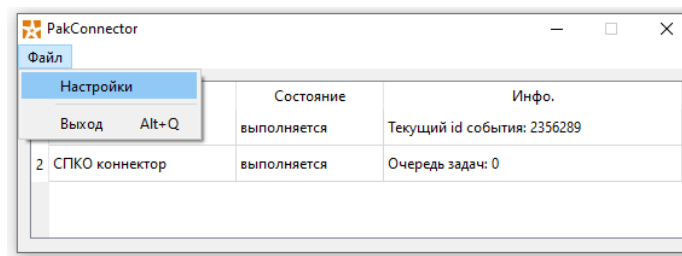 PakConnector
Файл
Настройки
Выход Alt+Q
Состояние Инфо.
выполняется Текущий id события: 2356289
2 СПКО коннектор выполняется Очередь задач: 0